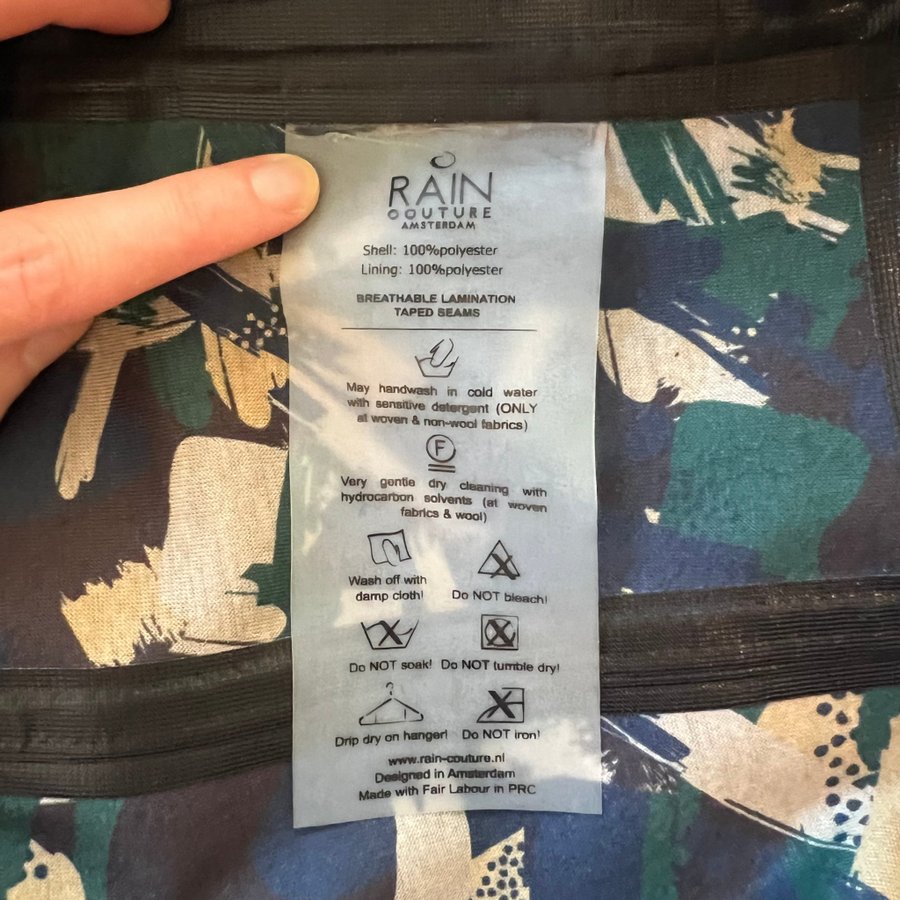 RAIN
COUTURE
AMSTERDAM
Shell: 100%polyester
Lining: 100%polyester
BREATHABLE LAMINATION
TAPED SEAMS
May handwash in cold water
with sensitive detergent (ONLY
at woven & non-wool fabrics)
F
Very gentle dry cleaning with
hydrocarbon solvents (at woven
fabrics & wool)
Wash off with
damp cloth!
Do NOT bleach!
Do NOT soak!
Do NOT tumble dry!
Drip dry on hanger!
Do NOT iron!
www.rain-couture.nl
Designed in Amsterdam
Made with Fair Labour in PRC